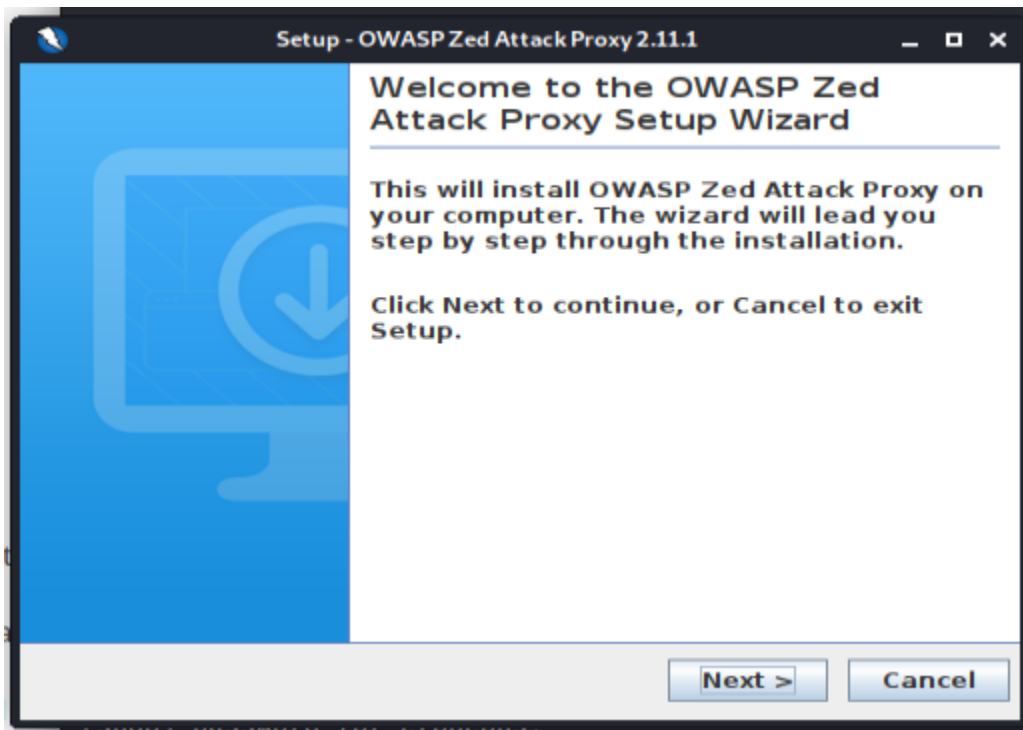 Setup - OWASP Zed Attack Proxy 2.11.1
Welcome to the OWASP Zed
Attack Proxy Setup Wizard
This will install OWASP Zed Attack Proxy on
your computer. The wizard will lead you
step by step through the installation.
Click Next to continue, or Cancel to exit
Setup.
Next >
Cancel